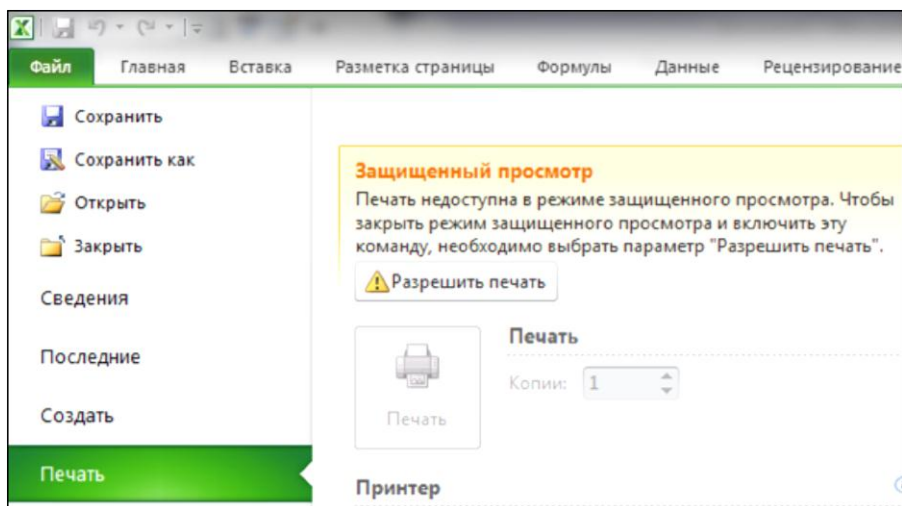 Файл Главная Вставка Разметка страницы Формулы Данные Рецензирование
Сохранить
Сохранить как
Открыть
Закрыть
Сведения
Последние
Создать
Печать
Защищенный просмотр
Печать недоступна в режиме защищенного просмотра. Чтобы
закрыть режим защищенного просмотра и включить эту
команду, необходимо выбрать параметр "Разрешить печать".
Разрешить печать
Печать
Печать
Копии: 1
Принтер